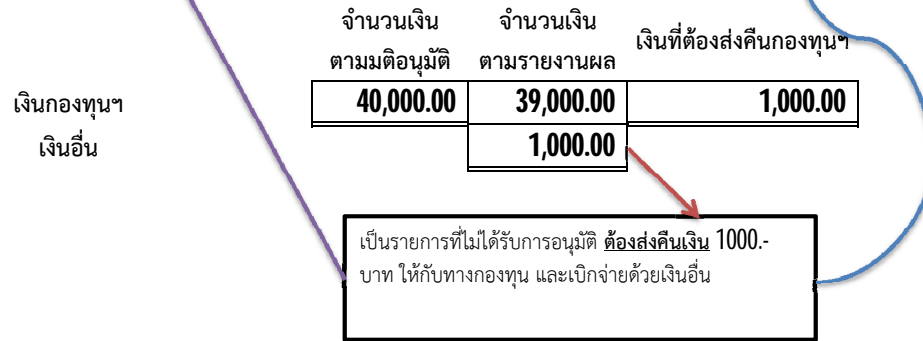 จำนวนเงิน จำนวนเงิน เงินที่ต้องส่งคืนกองทุนฯ
ตามมติอนุมัติ ตามรายงานผล
เงินกองทุนฯ 40,000.00 39,000.00 1,000.00
เงินอื่น 1,000.00
เป็นรายการที่ไม่ได้รับการอนุมัติ ต้องส่งคืนเงิน 1000.-
บาท ให้กับทางกองทุน และเบิกจ่ายด้วยเงินอื่น